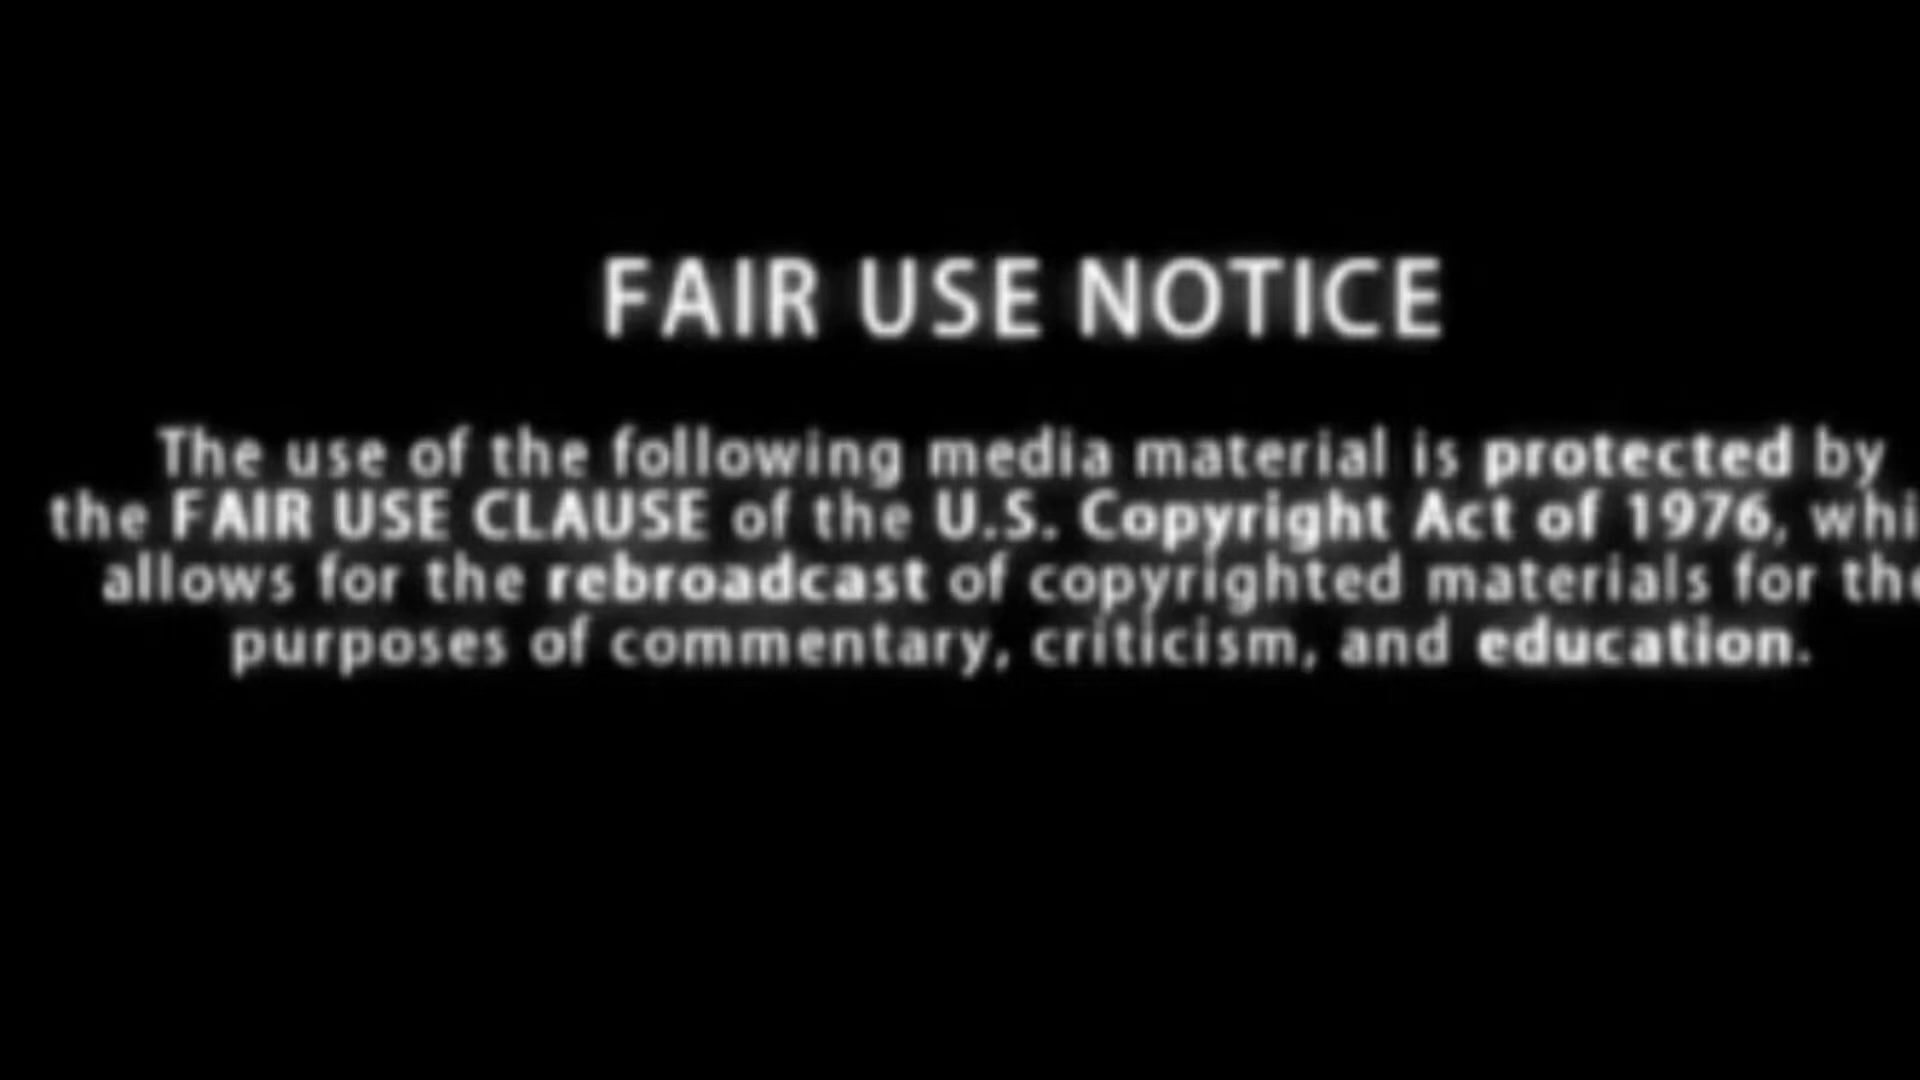 FAIR USE NOTICE
The use of the following media material is protected by
the FAIR USE CLAUSE of the U.S. Copyright Act of 1976, whi
allows for the rebroadcast of copyrighted materials for the
purposes of commentary, criticism, and education.